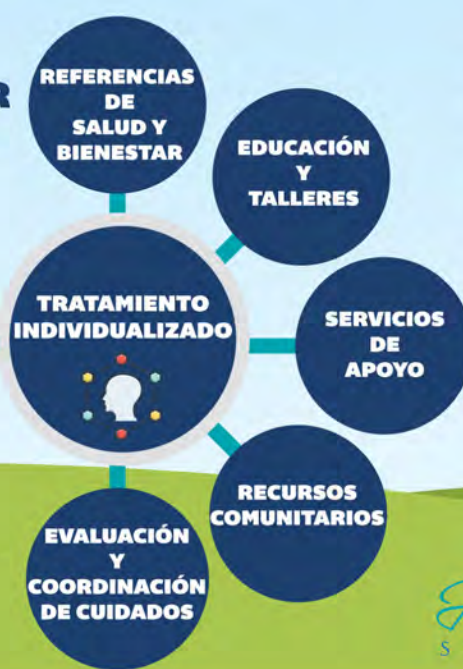 R
REFERENCIAS
DE
SALUD Y
BIENESTAR
EDUCACIÓN
Y
TALLERES
TRATAMIENTO
INDIVIDUALIZADO
SERVICIOS
DE
APOYO
RECURSOS
COMUNITARIOS
EVALUACIÓN
Y
COORDINACIÓN
DE CUIDADOS
S